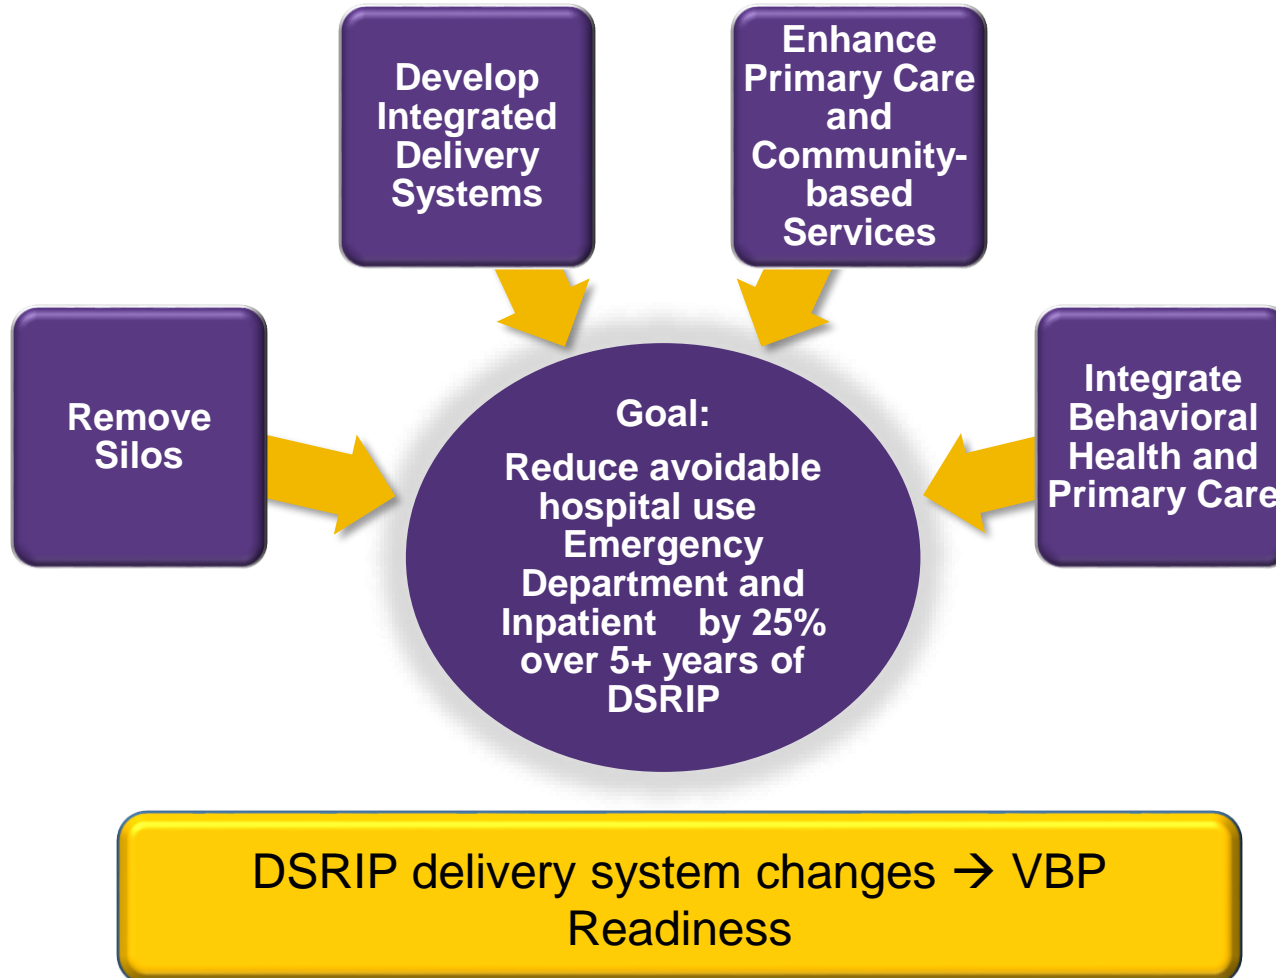 Develop
Integrated
Delivery
Systems
Enhance
Primary Care
and
Community-
based
Services
Remove
Silos
Integrate
Behavioral
Health and
Primary Care
Goal:
Reduce avoidable
hospital use
Emergency
Department and
Inpatient by 25%
over 5+ years of
DSRIP
DSRIP delivery system changes → VBP
Readiness